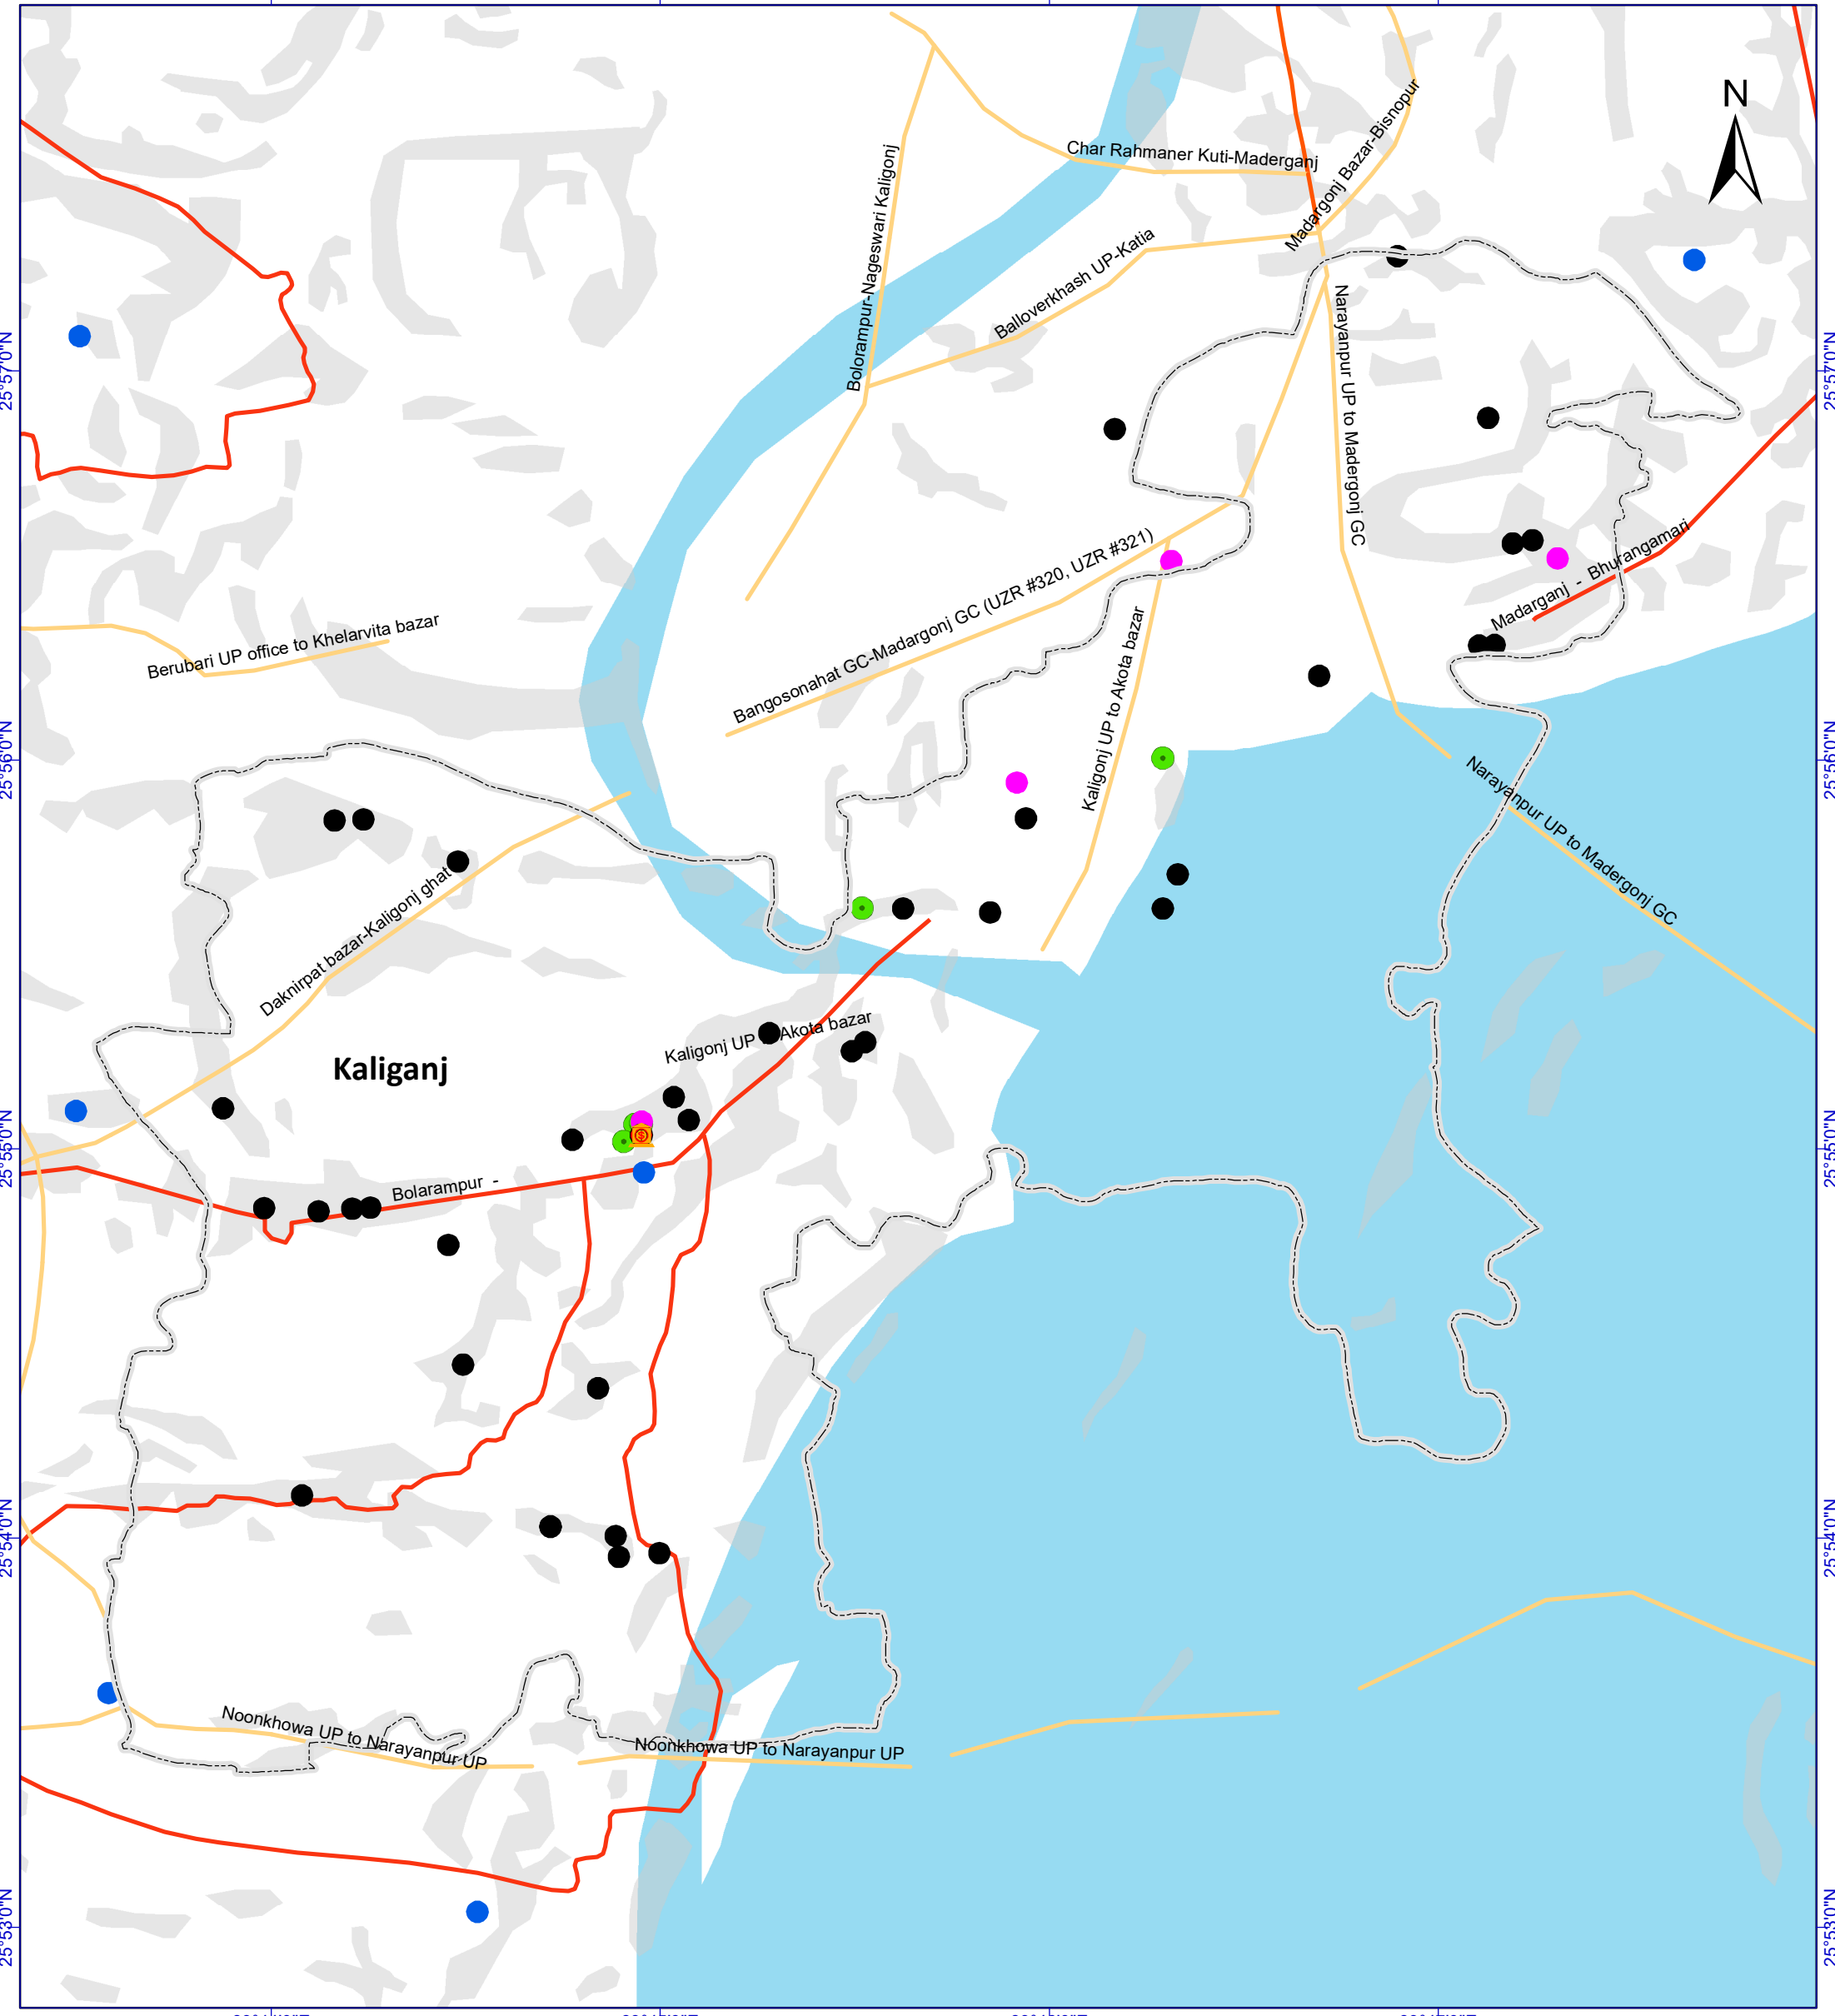 N
Char Rahmaner Kuti-Maderganj
Madargonj Bazar-Bisnopur
Bolorampur-Nageswari Kaligonj
Balloverkhash UP-Katia
Narayanpur UP to Madergonj GC
25°57'0"N
25°57'0"N
Bangosonahat GC-Madargonj GC (UZR #320, UZR #321)
Madarganj - Bhurangamari
Berubari UP office to Khelarvita bazar
Kaligonj UP to Akota bazar
25°56'0"N
25°56'0"N
Narayanpur UP to Madergonj GC
Daknirpat bazar-Kaligonj ghat
Kaligonj UP Akota bazar
Kaliganj
25°55'0"N
25°55'0"N
Bolarampur -
25°54'0"N
25°54'0"N
Noonkhowa UP to Narayanpur UP
Noonkhowa UP to Narayanpur UP
25°53'0"N
25°53'0"N